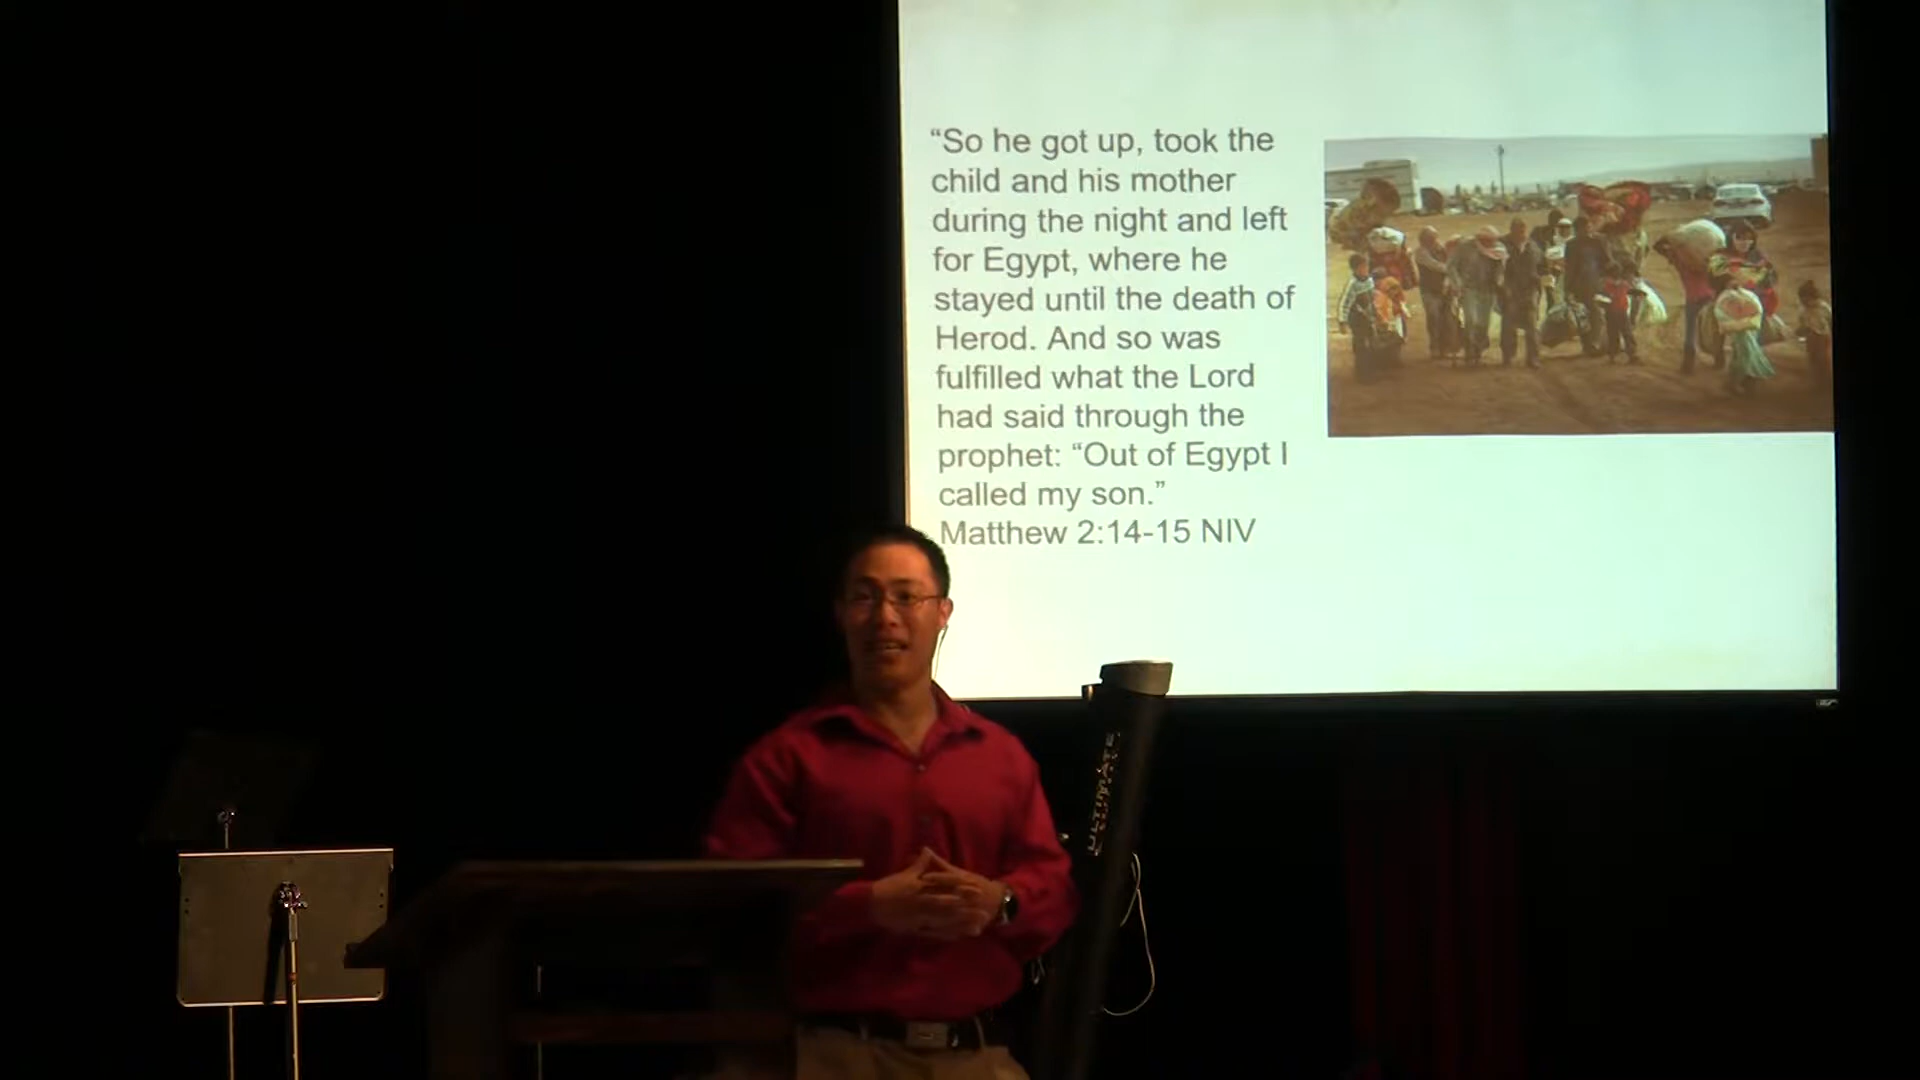 “So he got up, took the
child and his mother
during the night and left
for Egypt, where he
stayed until the death of
Herod. And so was
fulfilled what the Lord
had said through the
prophet: “Out of Egypt I
called my son.”
Matthew 2:14-15 NIV
ULTIMATE